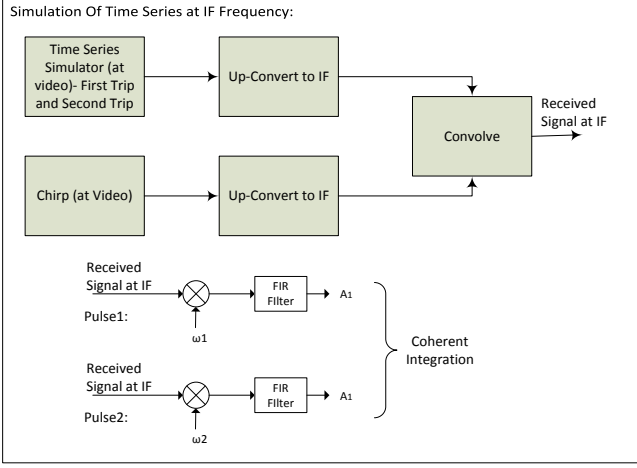 Simulation Of Time Series at IF Frequency:
Time Series
Simulator (at
video)- First Trip
and Second Trip
Up-Convert to IF
Convolve
Received
Signal at IF
Chirp (at Video)
Up-Convert to IF
Received
Signal at IF
Pulse1:
ω1
FIR
FIlter
A1
Received
Signal at IF
Pulse2:
ω2
FIR
FIlter
A1
Coherent
Integration